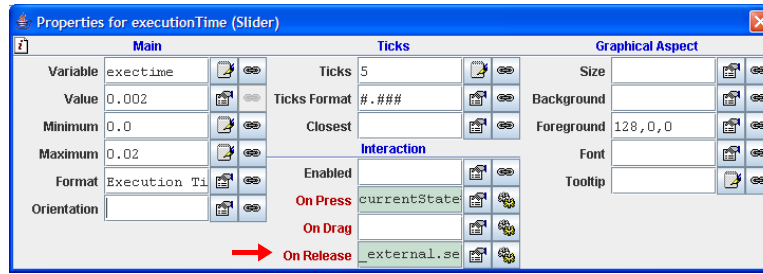 Properties for executionTime (Slider)
i Main
Variable exectime
Value 0.002
Minimum 0.0
Maximum 0.02
Format Execution Ti
Orientation
Ticks
Ticks 5
Ticks Format #.###
Closest
Interaction
Enabled
On Press currentState
On Drag
On Release _external.se
Graphical Aspect
Size
Background
Foreground 128,0,0
Font
Tooltip